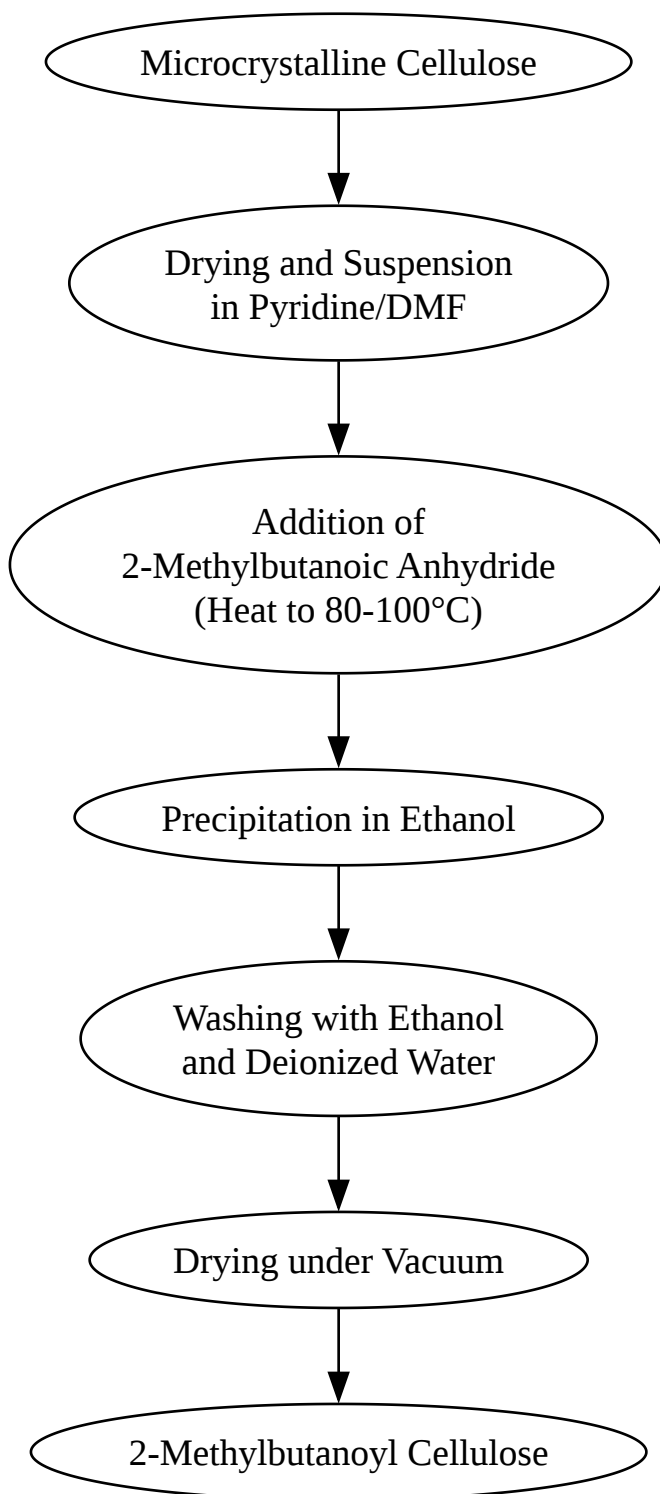 Microcrystalline Cellulose
Drying and Suspension
in Pyridine/DMF
Addition of
2-Methylbutanoic Anhydride
(Heat to 80-100°C)
Precipitation in Ethanol
Washing with Ethanol
and Deionized Water
Drying under Vacuum
2-Methylbutanoyl Cellulose